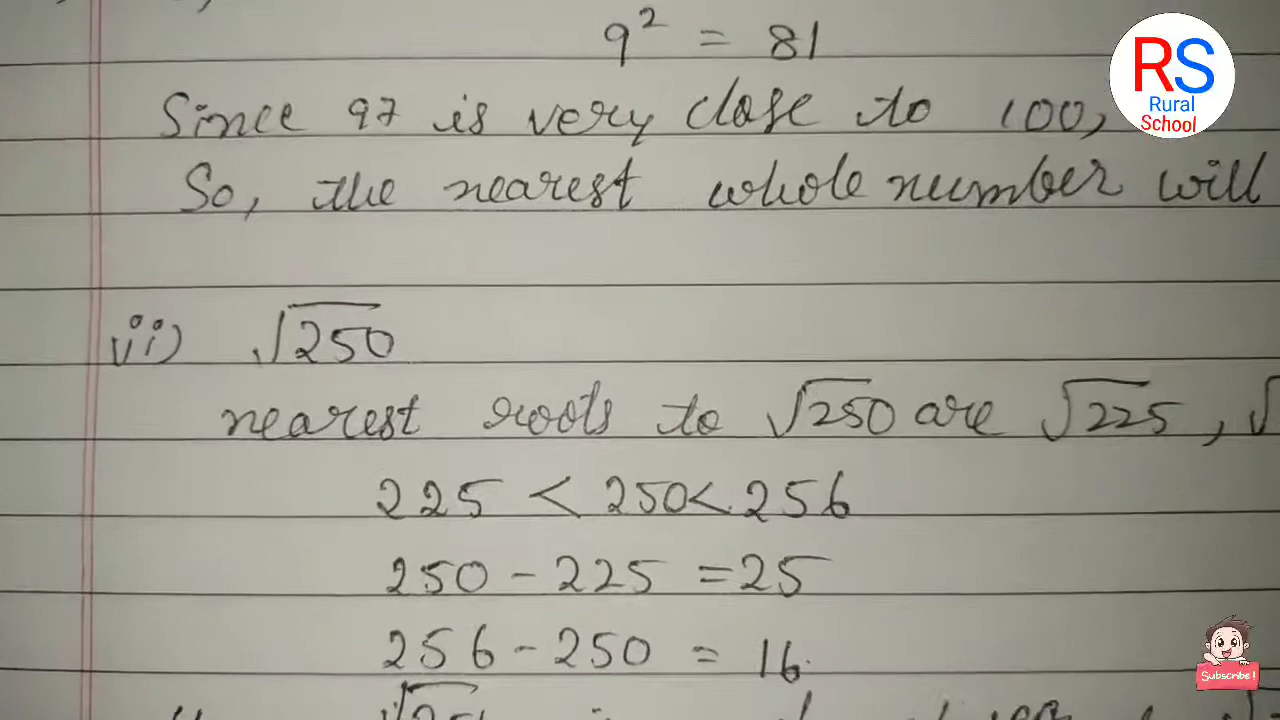 9² = 81
RS
Rural
School
Since 97 is very close to 100,
So, the nearest whole number will
ii) √250
nearest roots to √250 are √225, √
225 < 250 < 256
250 - 225 = 25
256 - 250 = 16
Subscribe!